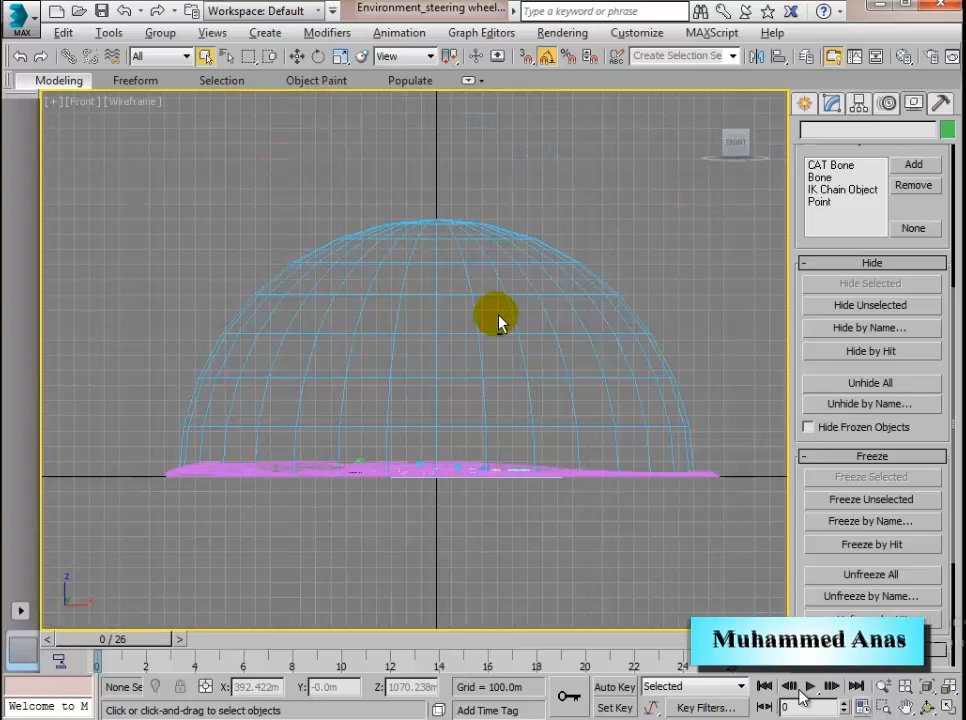 Workspace: Default
Environment_steering wheel...
Type a keyword or phrase
MAX
Edit Tools Group Views Create Modifiers Animation Graph Editors Rendering Customize MAXScript Help
All
View
Create Selection Se
Modeling Freeform Selection Object Paint Populate
[+] [Front] [Wireframe]
FRONT
CAT Bone
Bone
IK Chain Object
Point
Add
Remove
None
- Hide
Hide Selected
Hide Unselected
Hide by Name...
Hide by Hit
Unhide All
Unhide by Name...
Hide Frozen Objects
- Freeze
Freeze Selected
Freeze Unselected
Freeze by Name...
Freeze by Hit
Unfreeze All
Unfreeze by Name...
z
Muhammed Anas
< 0 / 26 >
0 2 4 6 8 10 12 14 16 18 20 22 24
None Se X: 392.422m Y: -0.0m Z: 1070.238m Grid = 100.0m Auto Key Selected
Welcome to M Click or drag to select objects Add Time Tag Set Key Key Filters... 0